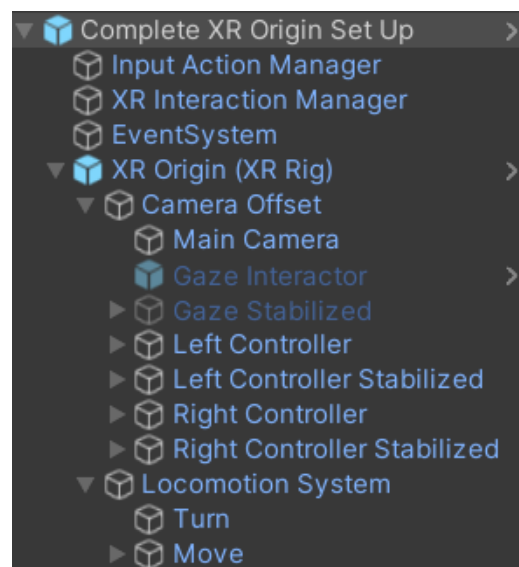 Complete XR Origin Set Up
Input Action Manager
XR Interaction Manager
EventSystem
XR Origin (XR Rig)
Camera Offset
Main Camera
Gaze Interactor
Gaze Stabilized
Left Controller
Left Controller Stabilized
Right Controller
Right Controller Stabilized
Locomotion System
Turn
Move